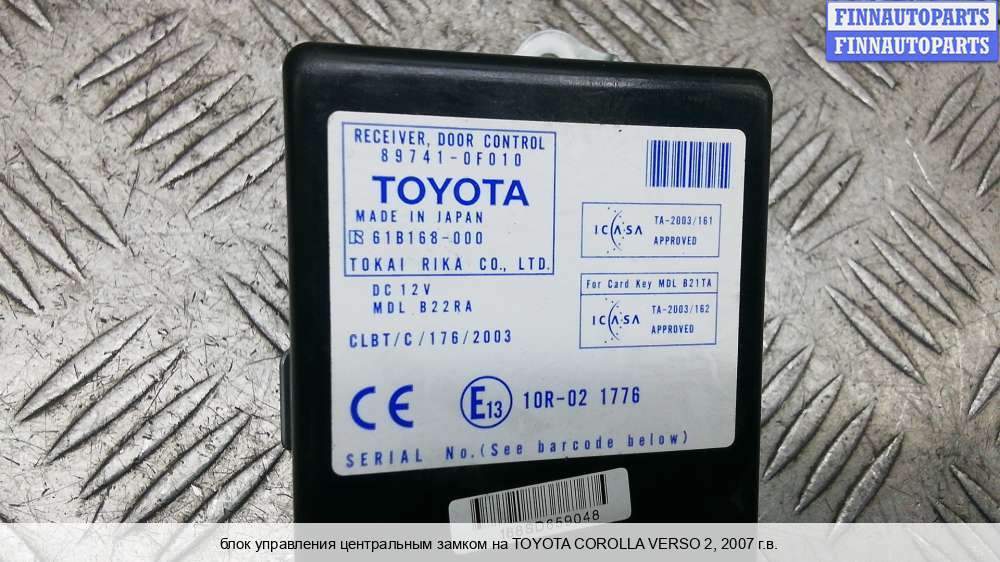 FINNAUTOPARTS
FINNAUTOPARTS
RECEIVER, DOOR CONTROL
89741-0F010
TOYOTA
MADE IN JAPAN
61B168-000
TOKAI RIKA CO., LTD.
DC 12V
MDL B22RA
CLBT/C/176/2003
ICASA
TA-2003/161
APPROVED
For Card Key MDL B21TA
ICASA
TA-2003/162
APPROVED
CE
E13
10R-02 1776
SERIAL No.(See barcode below)
блок управления центральным замком на TOYOTA COROLLA VERSO 2, 2007 г.в.